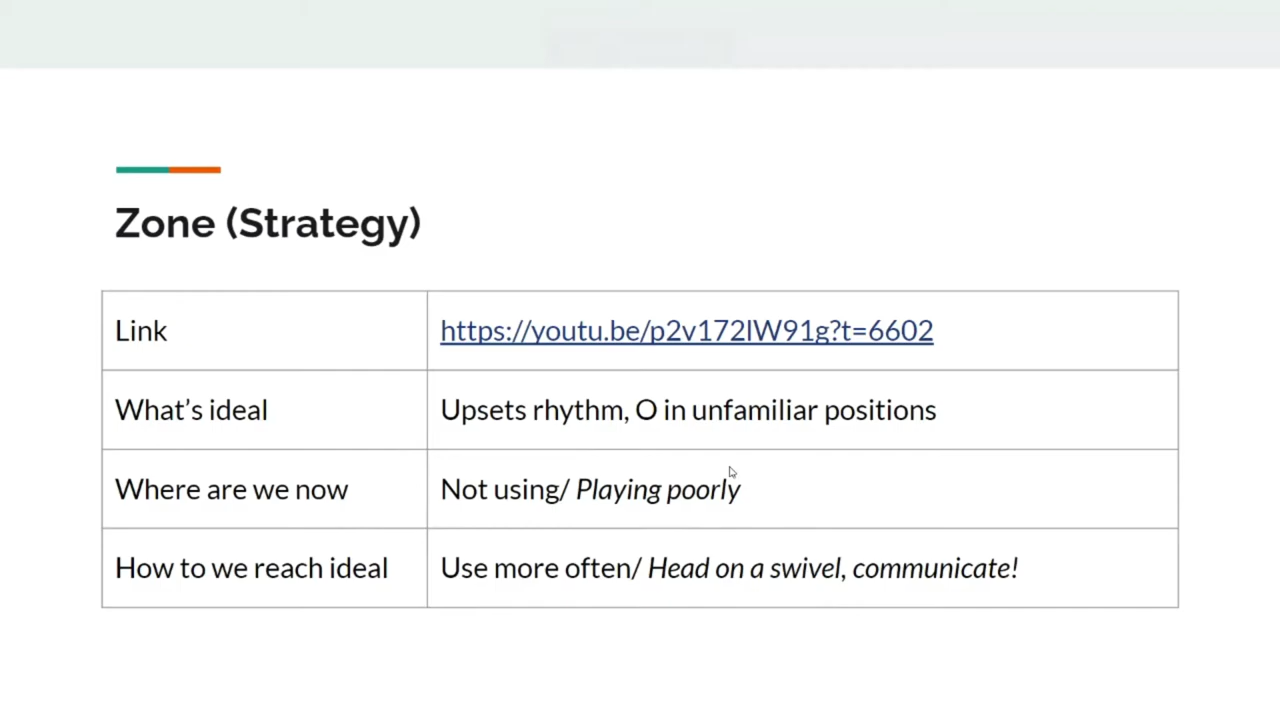 Zone (Strategy)
Link
https://youtu.be/p2v172lW91g?t=6602
What's ideal
Upsets rhythm, O in unfamiliar positions
Where are we now
Not using/ Playing poorly
How to we reach ideal
Use more often/ Head on a swivel, communicate!